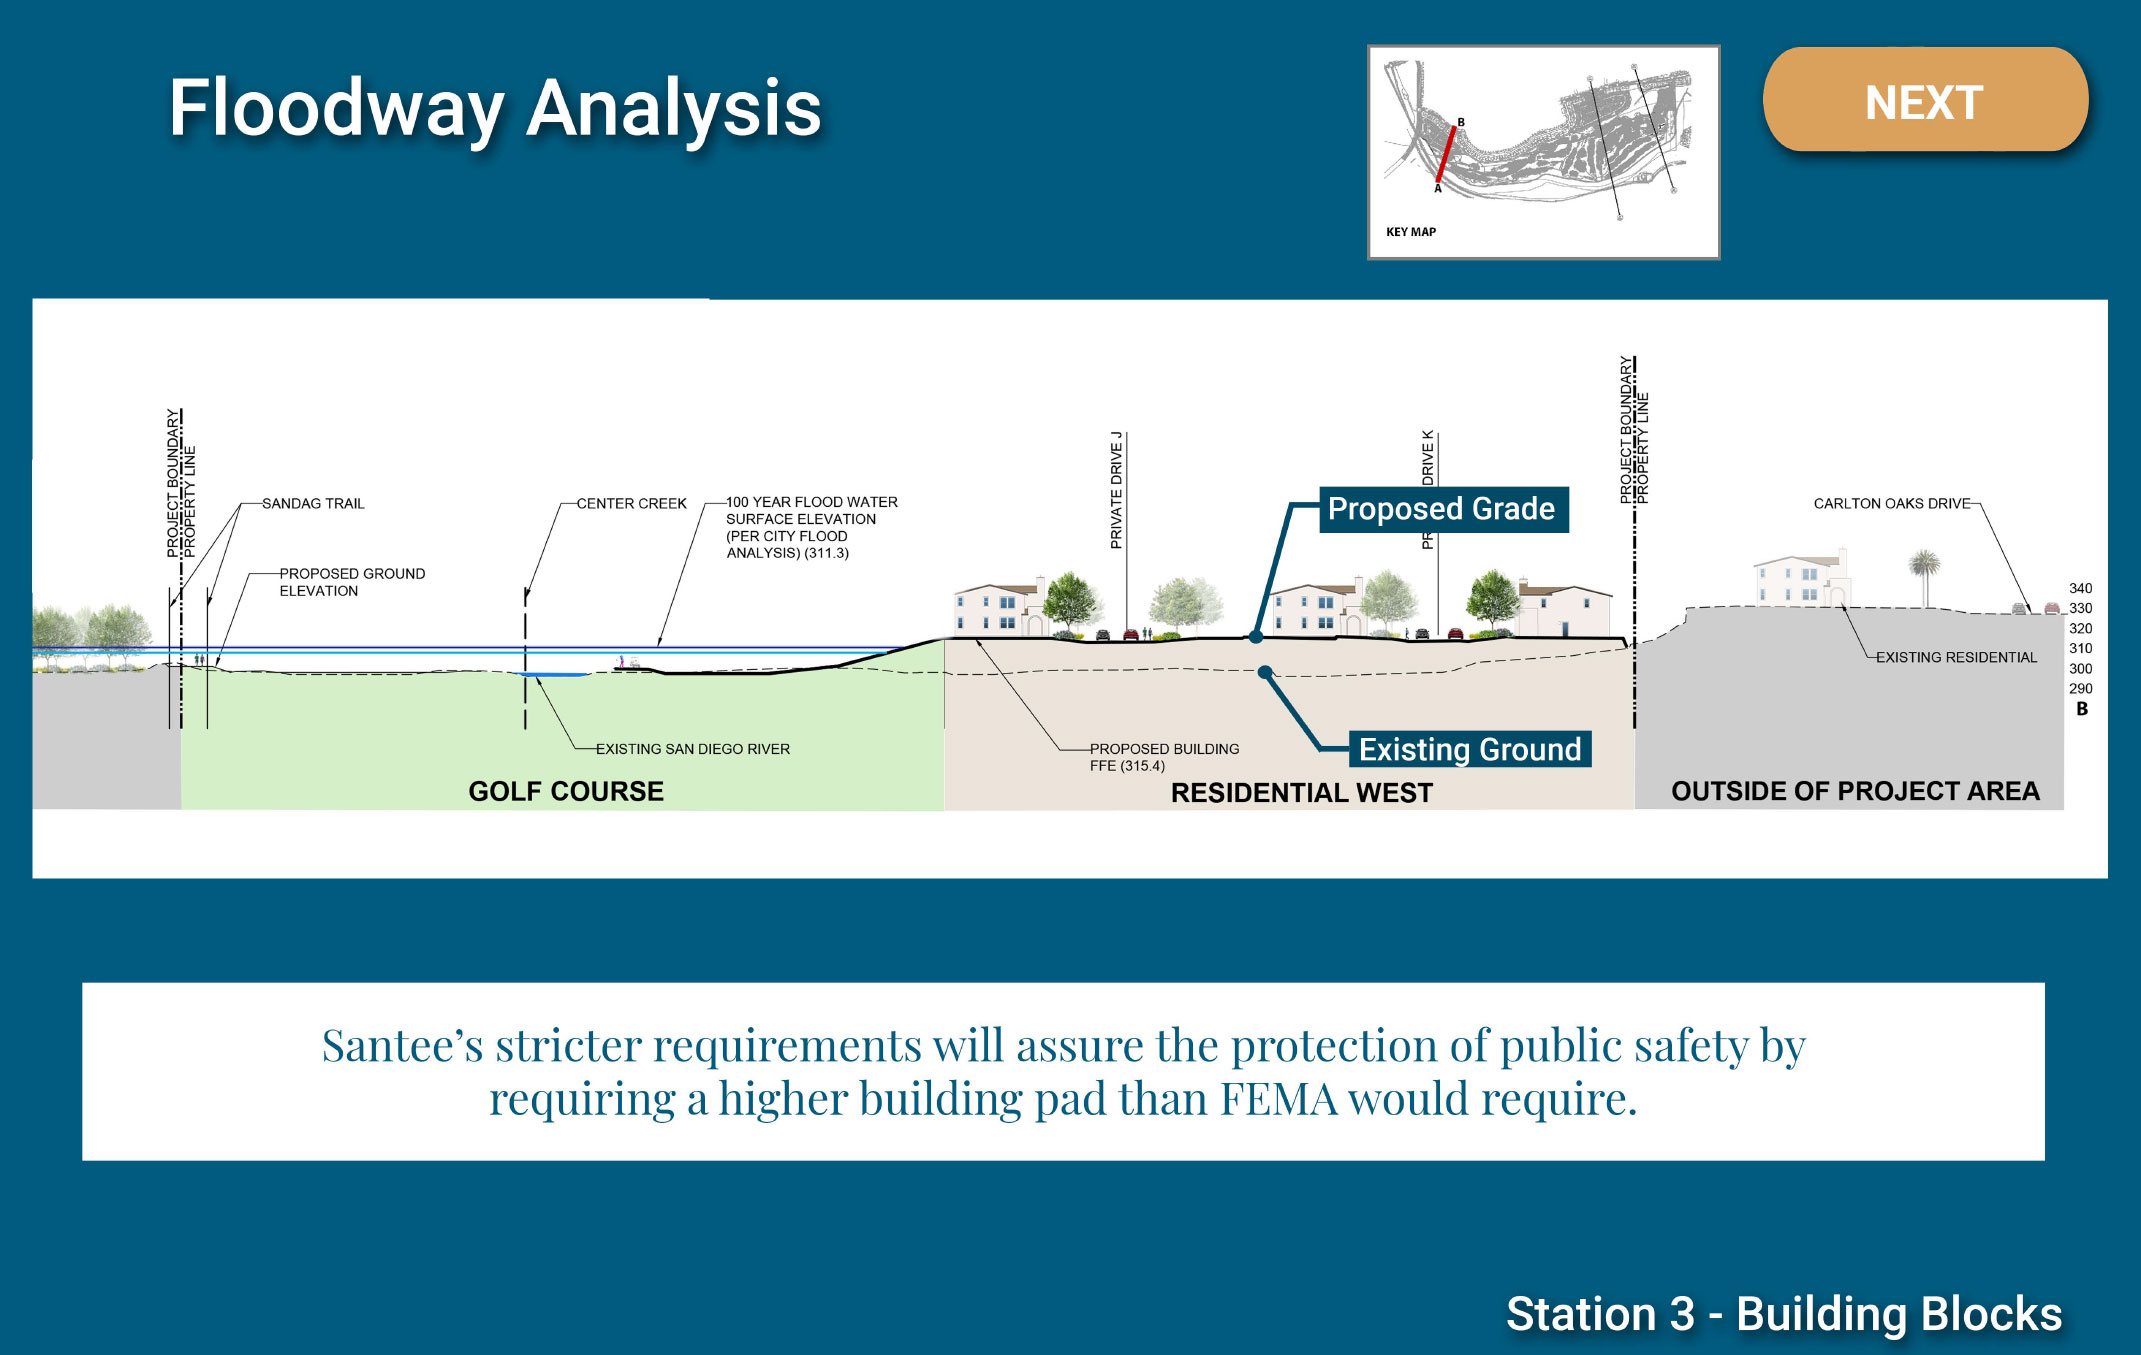 Floodway Analysis
NEXT
B
A
KEY MAP
PROJECT BOUNDARY
PROPERTY LINE
SANDAG TRAIL
PROPOSED GROUND
ELEVATION
CENTER CREEK
100 YEAR FLOOD WATER
SURFACE ELEVATION
(PER CITY FLOOD
ANALYSIS) (311.3)
PRIVATE DRIVE J
Proposed Grade
DRIVE K
PROJECT BOUNDARY
PROPERTY LINE
CARLTON OAKS DRIVE
340
330
320
310
300
290
B
EXISTING RESIDENTIAL
EXISTING SAN DIEGO RIVER
PROPOSED BUILDING
FFE (315.4)
Existing Ground
GOLF COURSE
RESIDENTIAL WEST
OUTSIDE OF PROJECT AREA
Santee’s stricter requirements will assure the protection of public safety by
requiring a higher building pad than FEMA would require.
Station 3 - Building Blocks